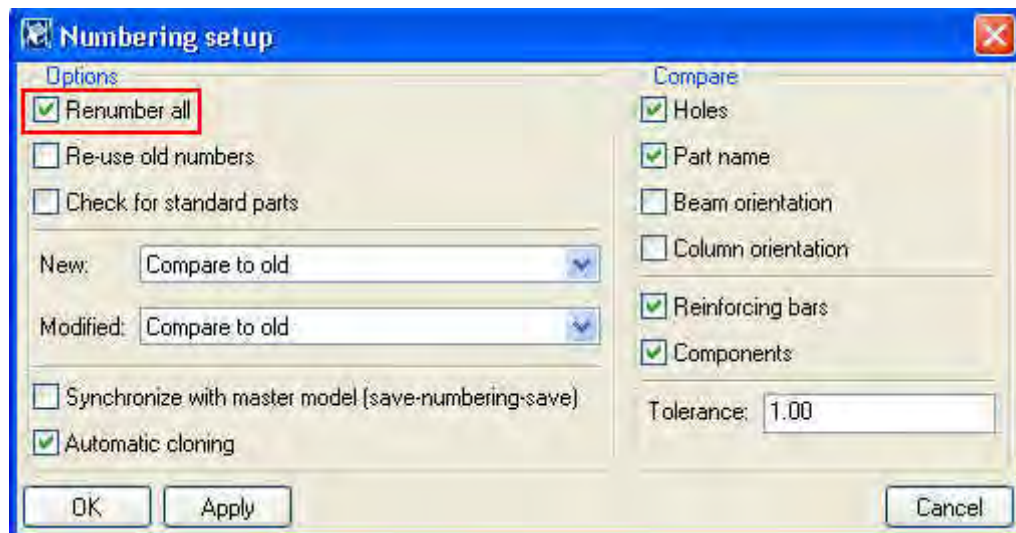 Numbering setup
Options
Renumber all
Re-use old numbers
Check for standard parts
New: Compare to old
Modified: Compare to old
Synchronize with master model (save-numbering-save)
Automatic cloning
Compare
Holes
Part name
Beam orientation
Column orientation
Reinforcing bars
Components
Tolerance: 1.00
OK Apply Cancel